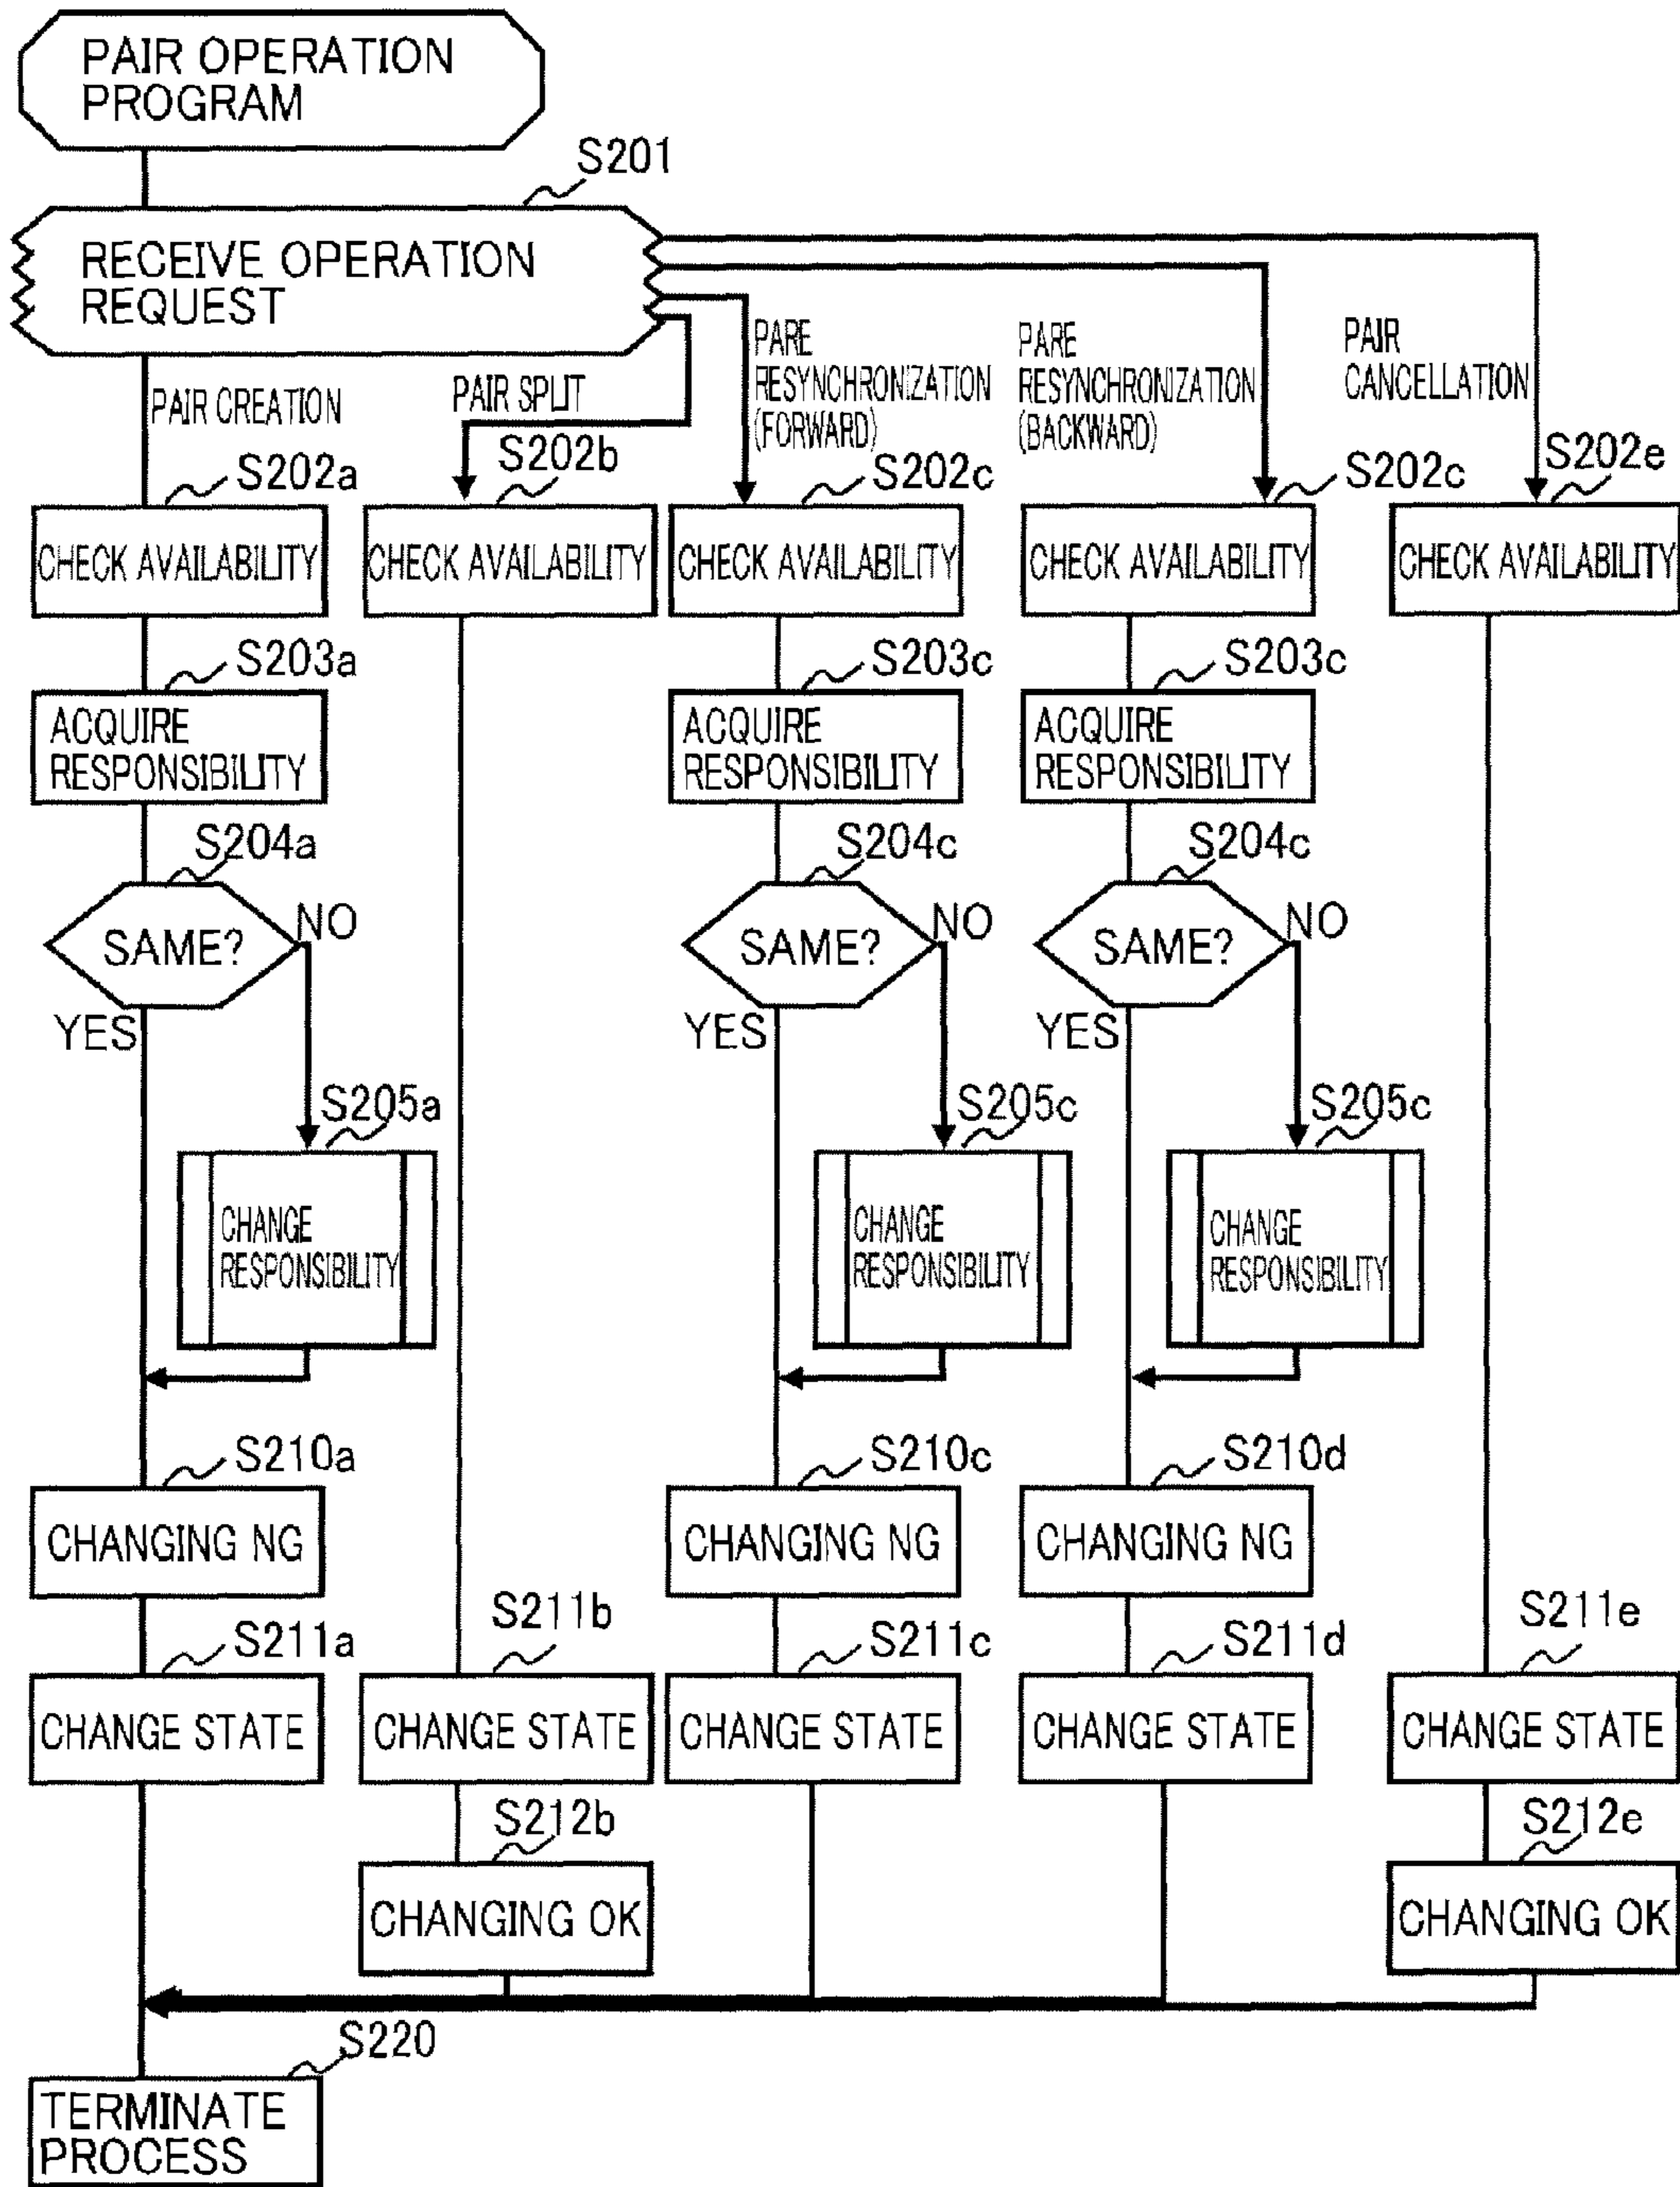 PAIR OPERATION
PROGRAM
S201
RECEIVE OPERATION
REQUEST
PAIR CREATION
PAIR SPLIT
PARE
RESYNCHRONIZATION
(FORWARD)
PARE
RESYNCHRONIZATION
(BACKWARD)
PAIR
CANCELLATION
S202a
S202b
S202c
S202c
S202e
CHECK AVAILABILITY
CHECK AVAILABILITY
CHECK AVAILABILITY
CHECK AVAILABILITY
CHECK AVAILABILITY
S203a
S203c
S203c
ACQUIRE
RESPONSIBILITY
ACQUIRE
RESPONSIBILITY
ACQUIRE
RESPONSIBILITY
S204a
S204c
S204c
SAME?
NO
YES
SAME?
NO
YES
SAME?
NO
YES
S205a
S205c
S205c
CHANGE
RESPONSIBILITY
CHANGE
RESPONSIBILITY
CHANGE
RESPONSIBILITY
S210a
S210c
S210d
CHANGING NG
CHANGING NG
CHANGING NG
S211a
S211b
S211c
S211d
S211e
CHANGE STATE
CHANGE STATE
CHANGE STATE
CHANGE STATE
CHANGE STATE
S212b
S212e
CHANGING OK
CHANGING OK
S220
TERMINATE
PROCESS